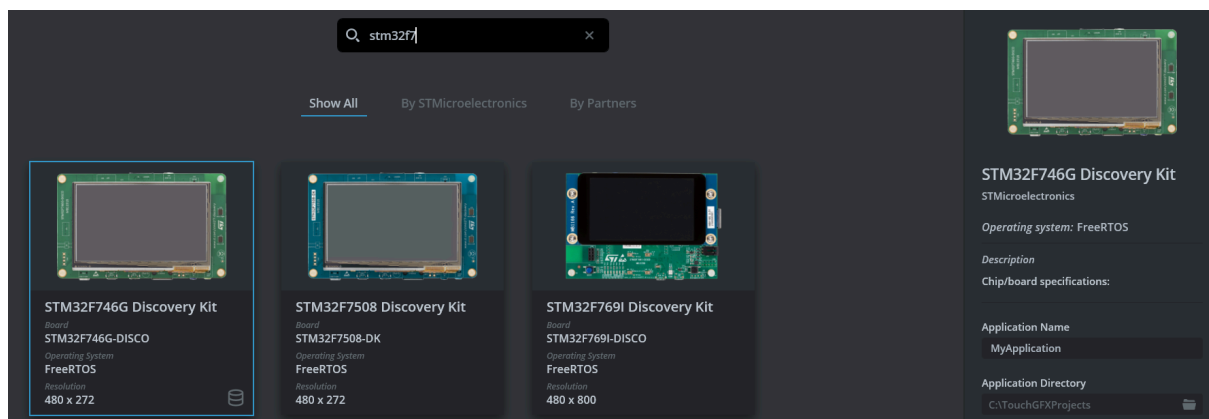 stm32f7
Show All
By STMicroelectronics
By Partners
STM32F746G Discovery Kit
Board
STM32F746G-DISCO
Operating System
FreeRTOS
Resolution
480 x 272
STM32F7508 Discovery Kit
Board
STM32F7508-DK
Operating System
FreeRTOS
Resolution
480 x 272
STM32F769I Discovery Kit
Board
STM32F769I-DISCO
Operating System
FreeRTOS
Resolution
480 x 800
STM32F746G Discovery Kit
STMicroelectronics
Operating system: FreeRTOS
Description
Chip/board specifications:
Application Name
MyApplication
Application Directory
C:\TouchGFXProjects